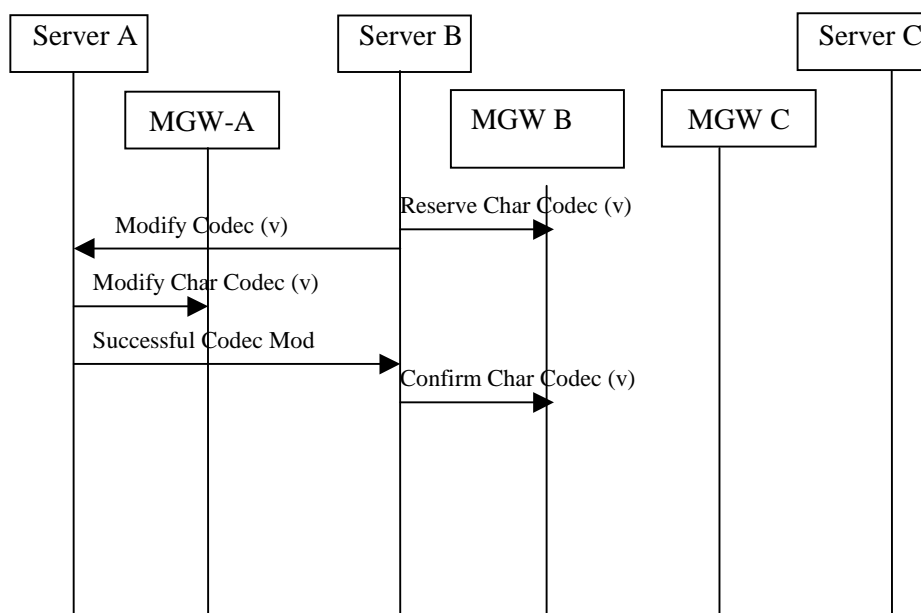 Server A
Server B
Server C
MGW-A
MGW B
MGW C
Reserve Char Codec (v)
Modify Codec (v)
Modify Char Codec (v)
Successful Codec Mod
Confirm Char Codec (v)